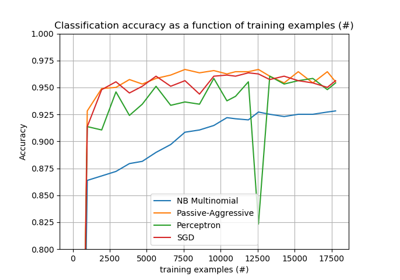 Classification accuracy as a function of training examples (#)
1.000
0.975
0.950
0.925
0.900
0.875
0.850
0.825
0.800
Accuracy
NB Multinomial
Passive-Aggressive
Perceptron
SGD
0 2500 5000 7500 10000 12500 15000 17500
training examples (#)